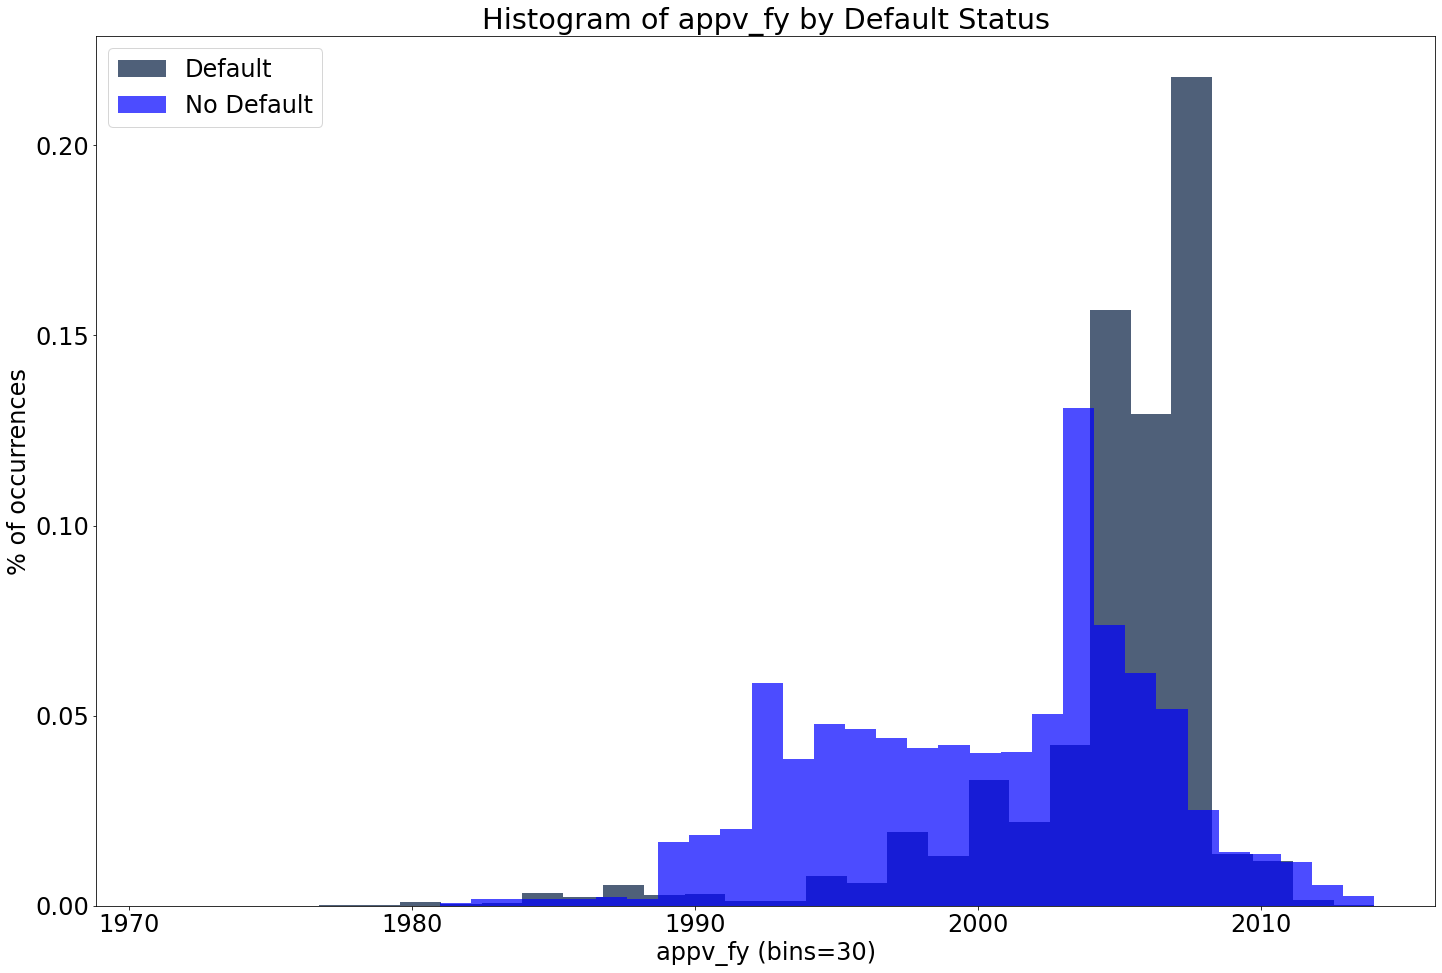 Histogram of appv_fy by Default Status
Default
No Default
0.20
0.15
0.10
0.05
0.00
% of occurrences
1970 1980 1990 2000 2010
appv_fy (bins=30)